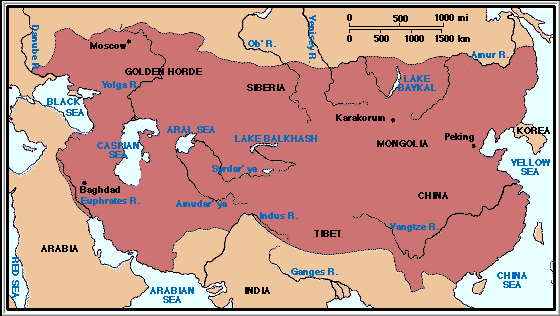 0 500 1000 mi
0 500 1000 1500 km
Danube R.
Moscow
Ob' R.
Yenisey R.
Amur R.
GOLDEN HORDE
Volga R.
SIBERIA
LAKE
BAYKAL
BLACK
SEA
Karakorum
KOREA
ARAL SEA
LAKE BALKHASH
Peking
CASPIAN
SEA
MONGOLIA
YELLOW
SEA
Syrdar' ya
Baghdad
Euphrates R.
Amudar' ya
CHINA
Indus R.
TIBET
Yangtze R.
ARABIA
RED SEA
Ganges R.
CHINA
SEA
ARABIAN
SEA
INDIA